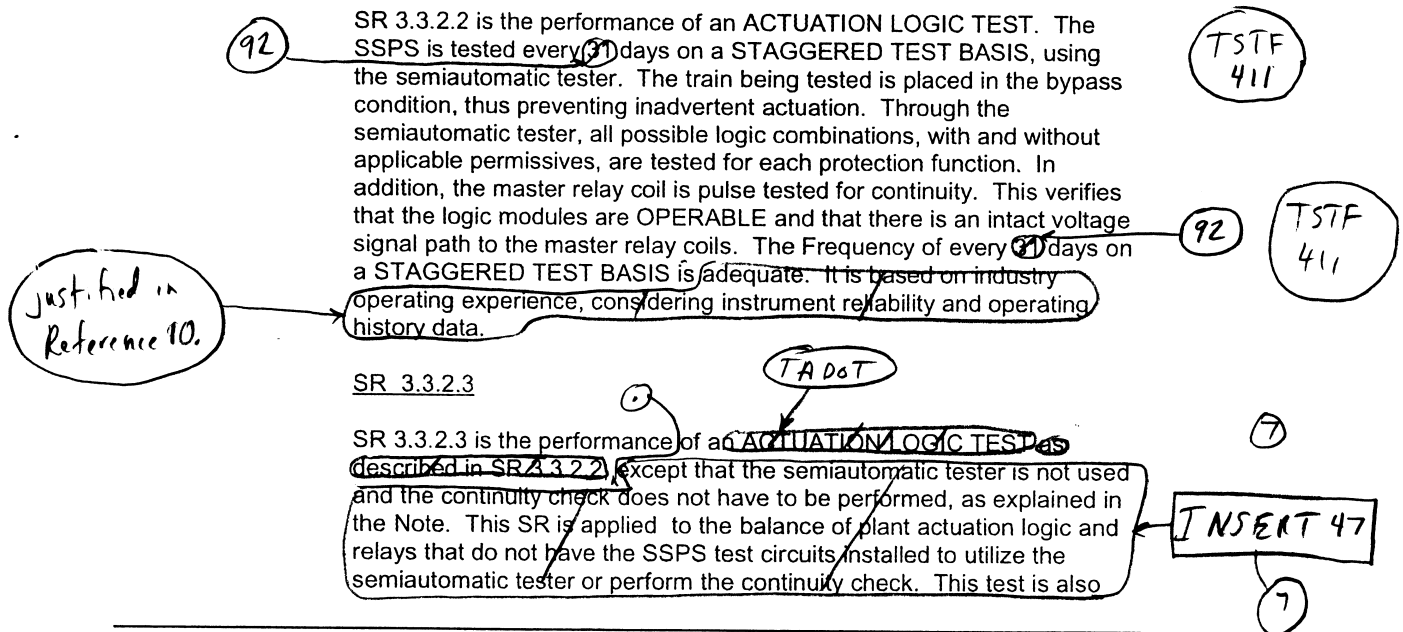 SR 3.3.2.2 is the performance of an ACTUATION LOGIC TEST. The
92
SSPS is tested every 31 days on a STAGGERED TEST BASIS, using
TSTF
411
the semiautomatic tester. The train being tested is placed in the bypass
condition, thus preventing inadvertent actuation. Through the
semiautomatic tester, all possible logic combinations, with and without
applicable permissives, are tested for each protection function. In
addition, the master relay coil is pulse tested for continuity. This verifies
that the logic modules are OPERABLE and that there is an intact voltage
signal path to the master relay coils. The Frequency of every 31 days on
92
TSTF
411
a STAGGERED TEST BASIS is adequate. It is based on industry
operating experience, considering instrument reliability and operating
history data.
justified in
Reference 10.
SR 3.3.2.3
TADOT
.
SR 3.3.2.3 is the performance of an ACTUATION LOGIC TEST as
7
described in SR 3.3.2.2, except that the semiautomatic tester is not used
and the continuity check does not have to be performed, as explained in
the Note. This SR is applied to the balance of plant actuation logic and
INSERT 47
relays that do not have the SSPS test circuits installed to utilize the
semiautomatic tester or perform the continuity check. This test is also
7